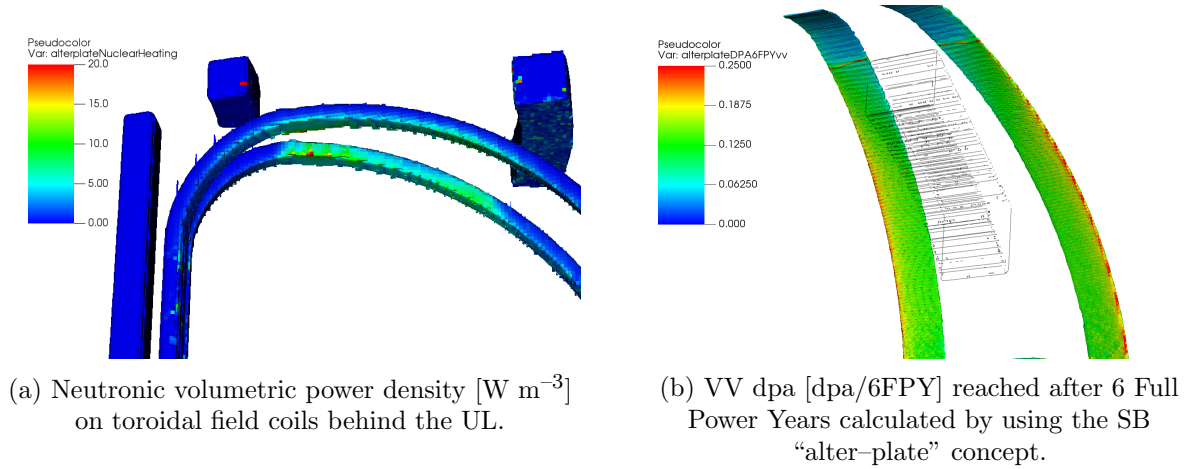 Pseudocolor
Var: alterplateNuclearHeating
20.0
15.0
10.0
5.00
0.00
Pseudocolor
Var: alterplateDPA6FPYvv
0.2500
0.1875
0.1250
0.06250
0.000
(a) Neutronic volumetric power density [W m⁻³]
on toroidal field coils behind the UL.
(b) VV dpa [dpa/6FPY] reached after 6 Full
Power Years calculated by using the SB
“alter–plate” concept.